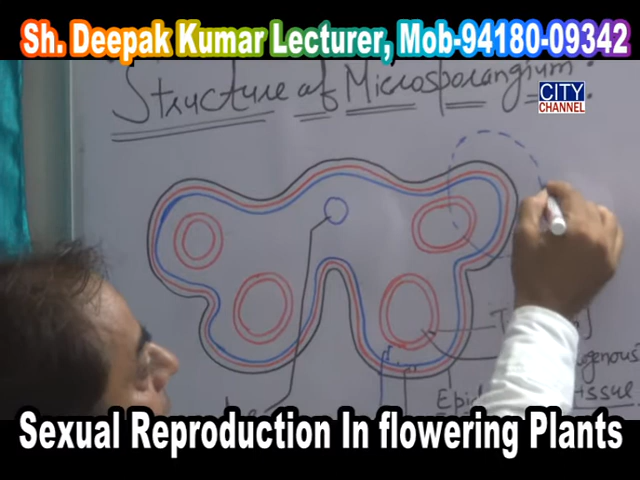 Sh. Deepak Kumar Lecturer, Mob-94180-09342
Structure of Microsporangium
CITY
CHANNEL
genous
Tissue
Epid
Sexual Reproduction In flowering Plants